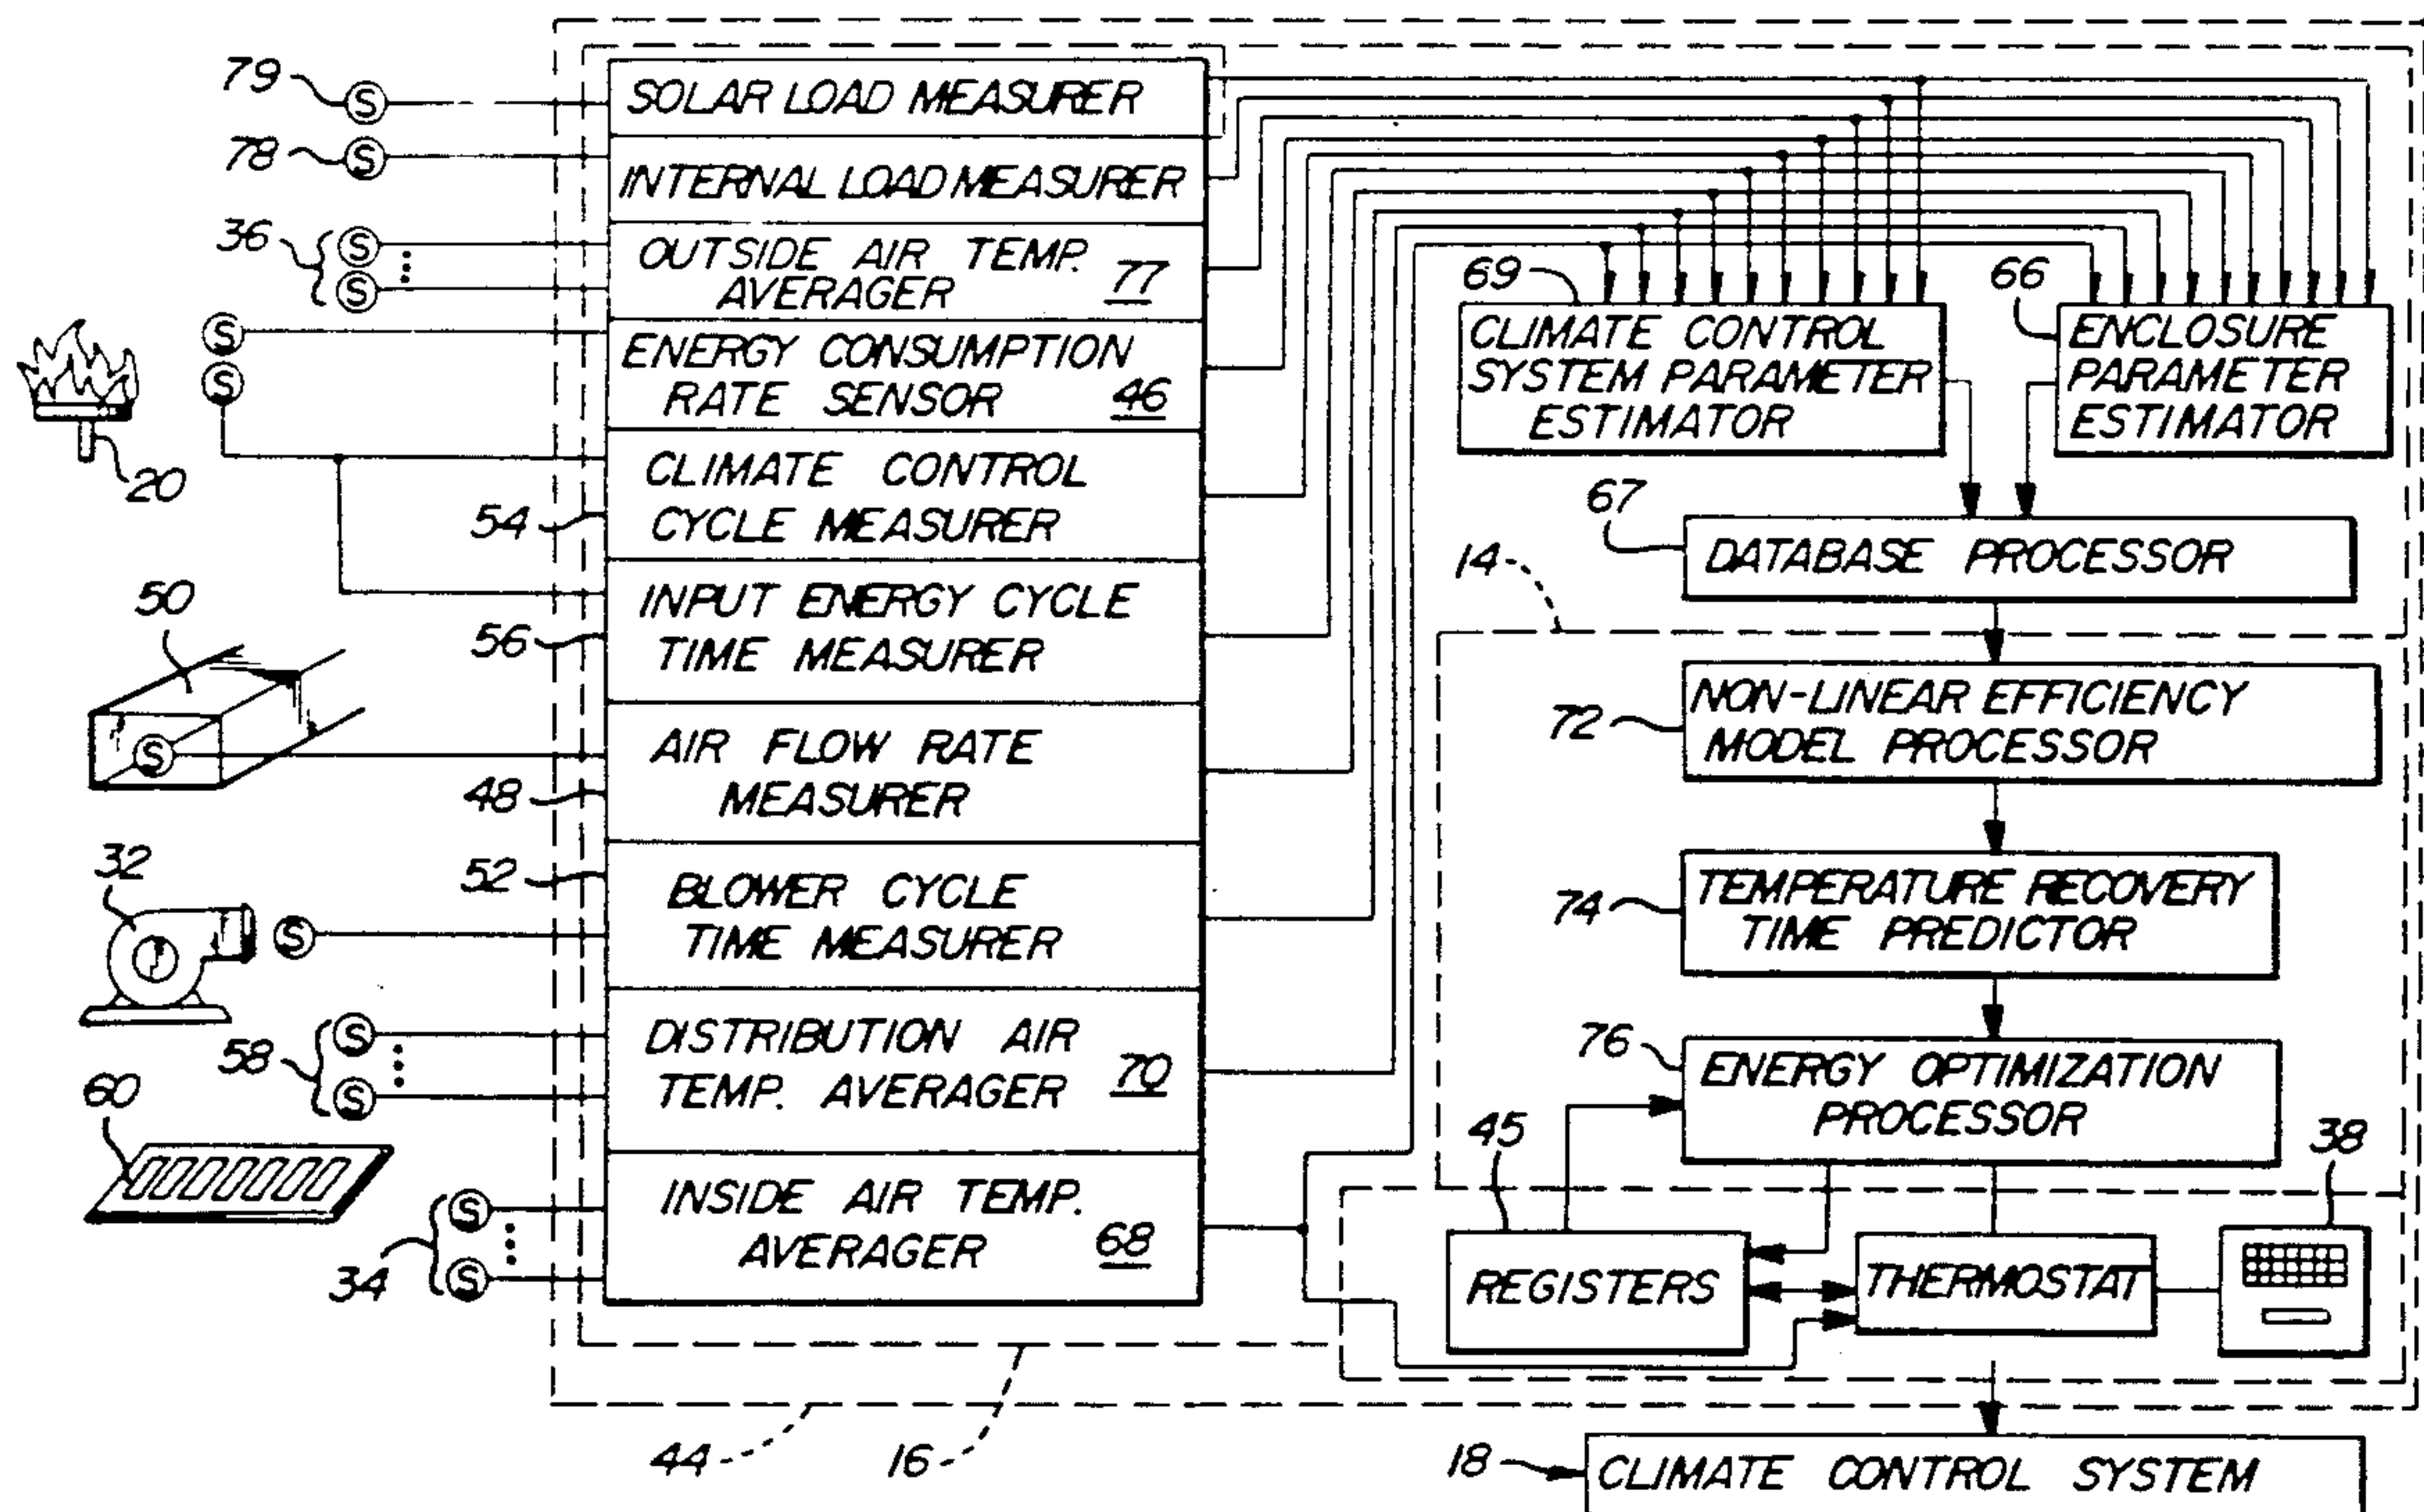 79
S
SOLAR LOAD MEASURER
78
S
INTERNAL LOAD MEASURER
36
S
S
OUTSIDE AIR TEMP.
AVERAGER 77
S
S
ENERGY CONSUMPTION
RATE SENSOR 46
20
CLIMATE CONTROL
CYCLE MEASURER
54
INPUT ENERGY CYCLE
TIME MEASURER
56
50
S
AIR FLOW RATE
MEASURER
48
32
S
52
BLOWER CYCLE
TIME MEASURER
58
S
S
DISTRIBUTION AIR
TEMP. AVERAGER 70
60
34
S
S
INSIDE AIR TEMP.
AVERAGER 68
69
CLIMATE CONTROL
SYSTEM PARAMETER
ESTIMATOR
66
ENCLOSURE
PARAMETER
ESTIMATOR
67
DATABASE PROCESSOR
14
72
NON-LINEAR EFFICIENCY
MODEL PROCESSOR
74
TEMPERATURE RECOVERY
TIME PREDICTOR
76
ENERGY OPTIMIZATION
PROCESSOR
45
REGISTERS
THERMOSTAT
38
44
16
18
CLIMATE CONTROL SYSTEM